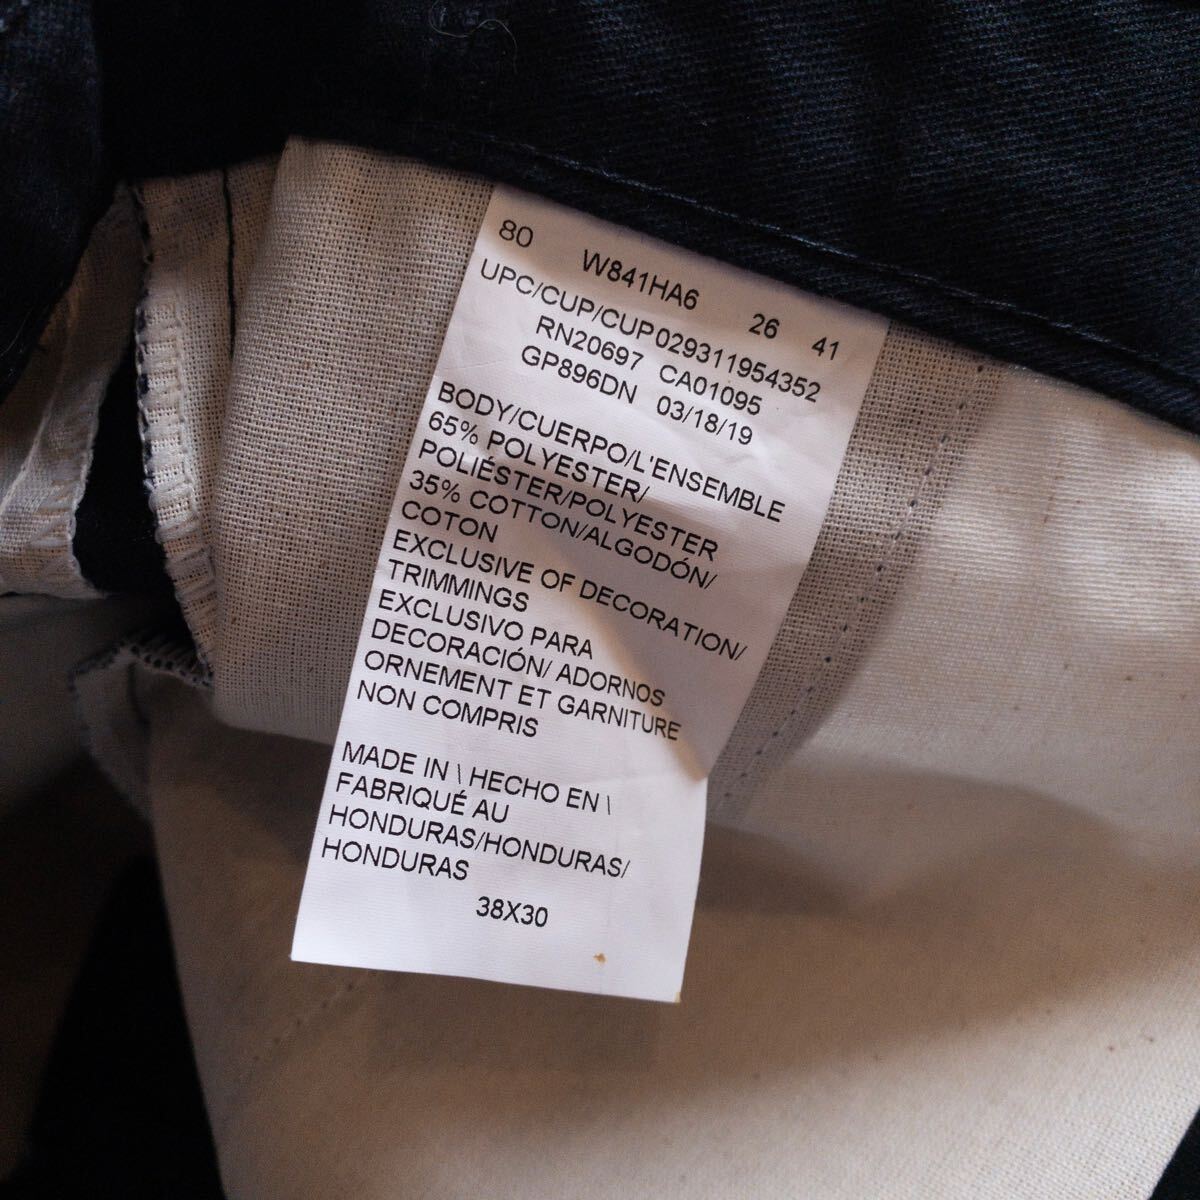 80 W841HA6 26 41
UPC/CUP/CUP029311954352
RN20697 CA01095
GP896DN 03/18/19
BODY/CUERPO/L'ENSEMBLE
65% POLYESTER/
POLIÉSTER/POLYESTER
35% COTTON/ALGODÓN/
COTON
EXCLUSIVE OF DECORATION/
TRIMMINGS
EXCLUSIVO PARA
DECORACIÓN/ ADORNOS
ORNEMENT ET GARNITURE
NON COMPRIS
MADE IN \ HECHO EN \
FABRIQUÉ AU
HONDURAS/HONDURAS/
HONDURAS
38X30